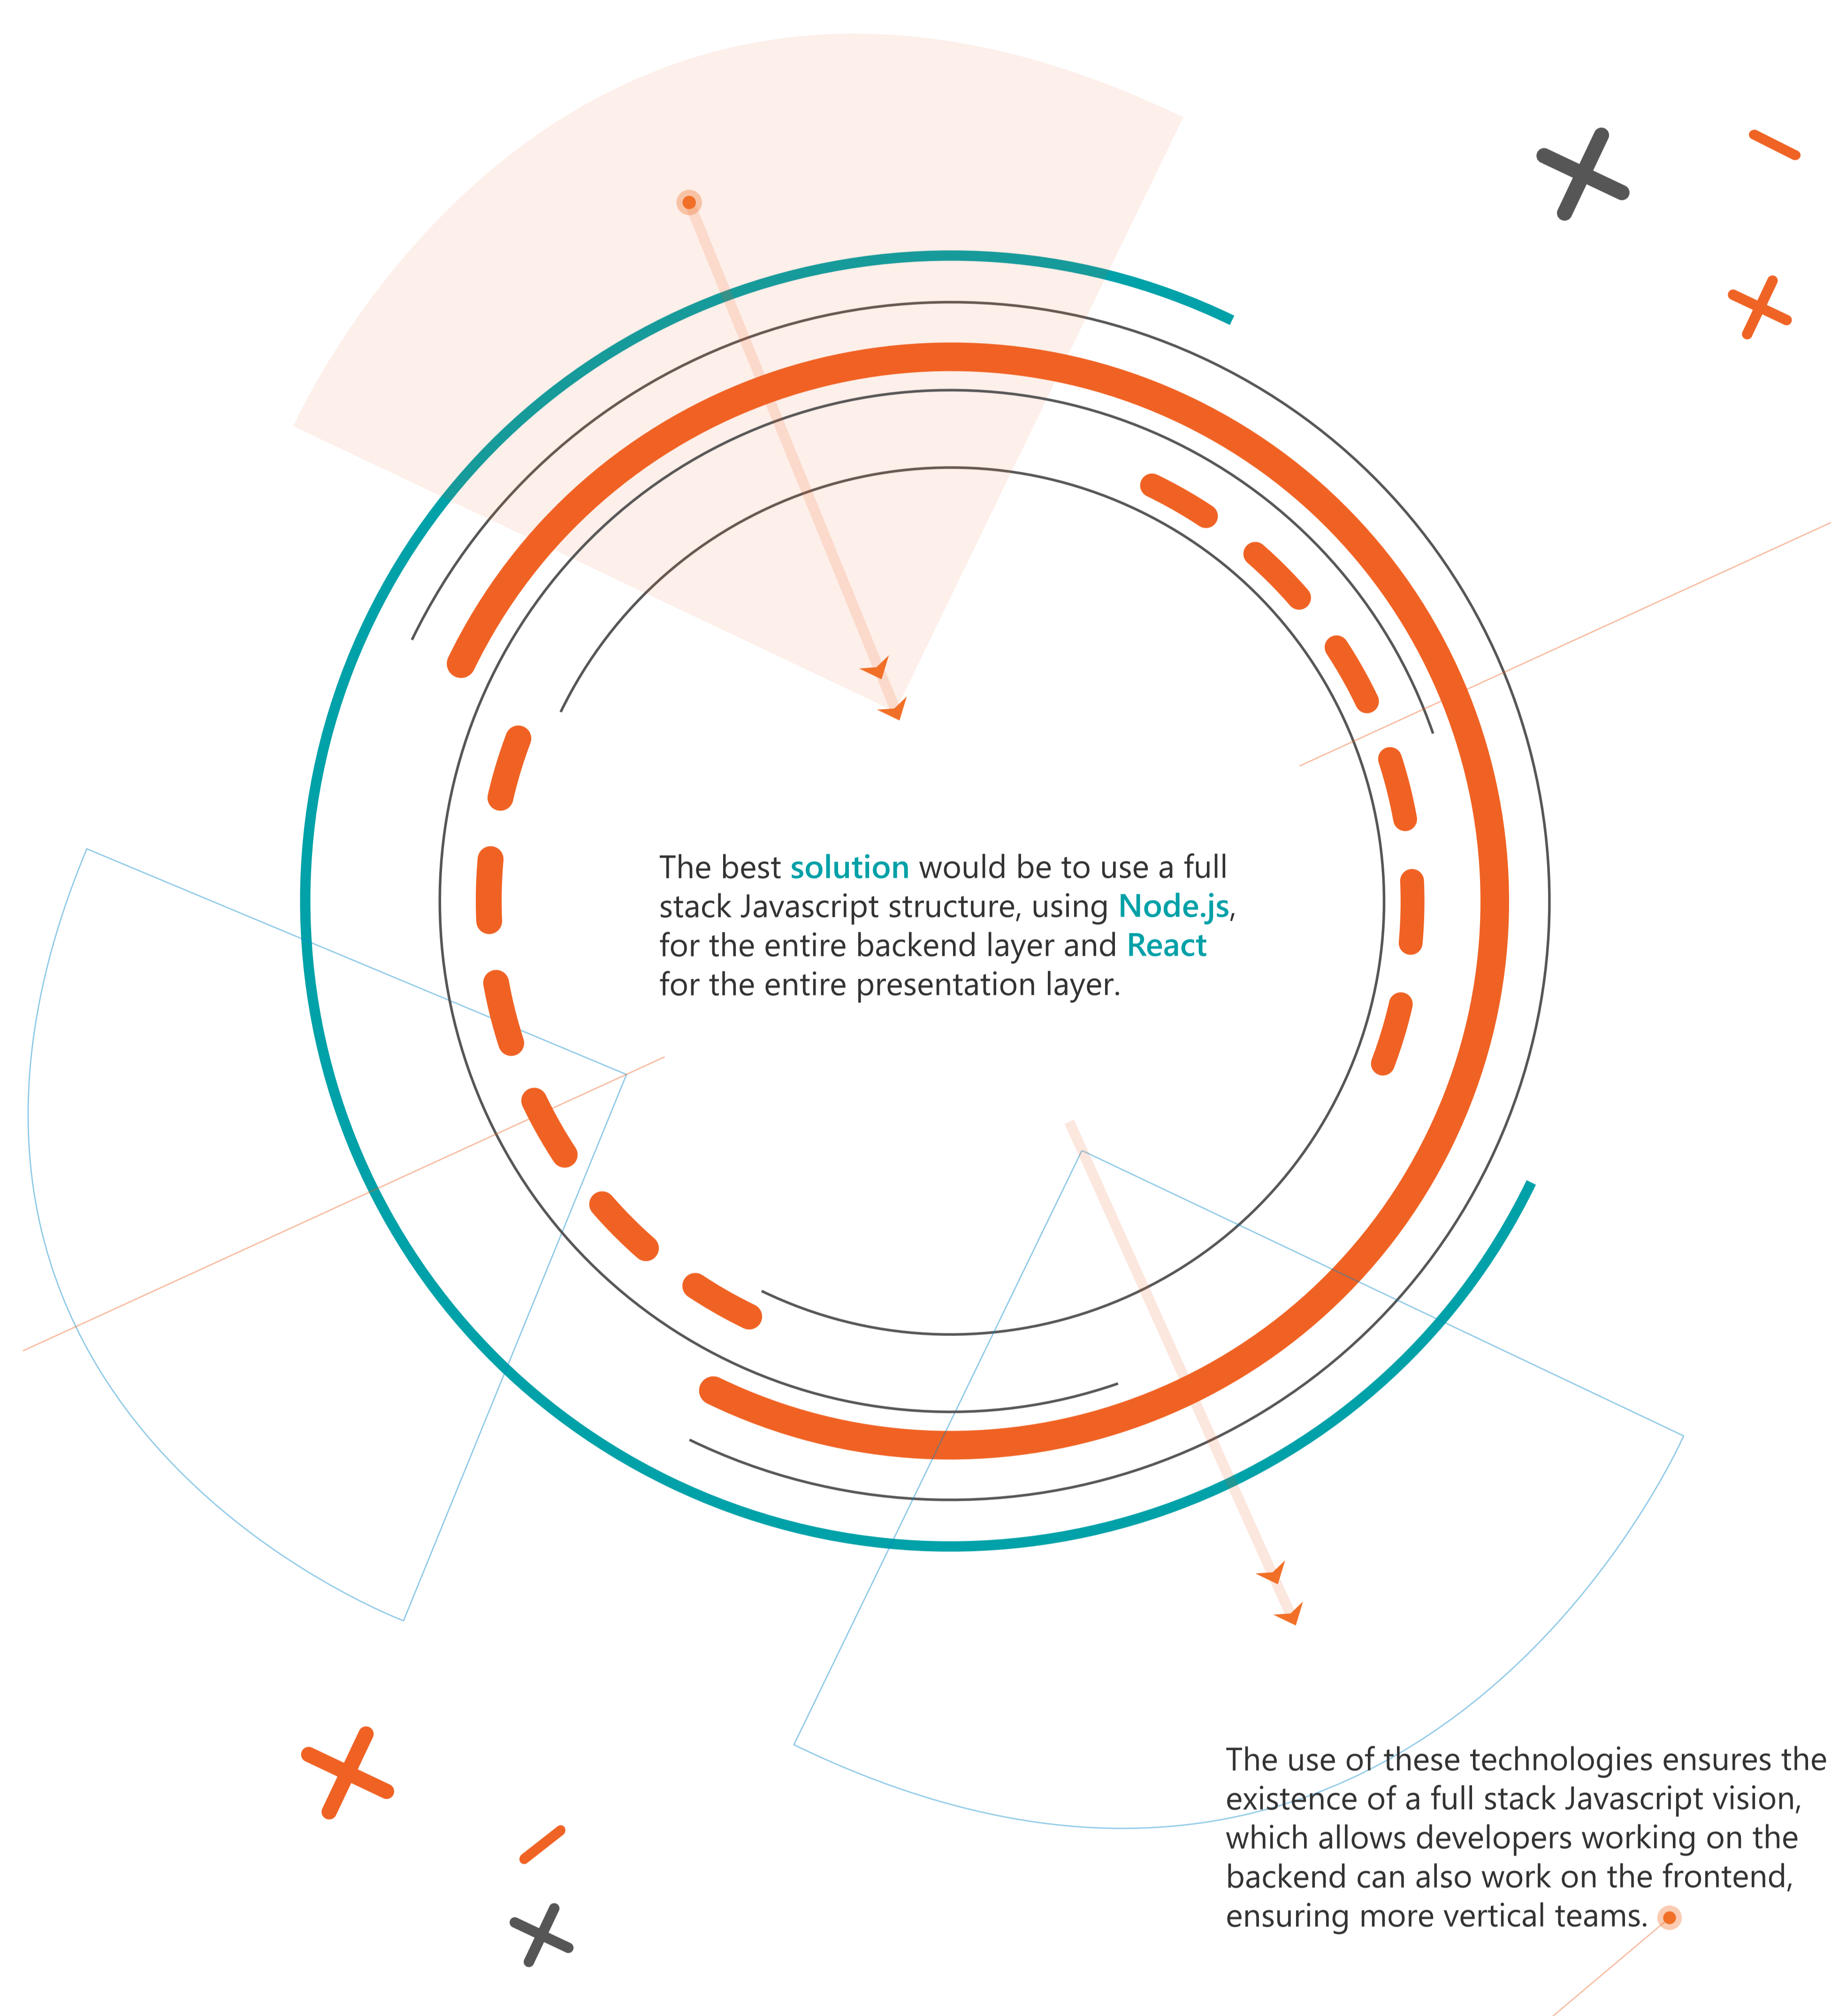 The best solution would be to use a full
stack Javascript structure, using Node.js,
for the entire backend layer and React
for the entire presentation layer.
The use of these technologies ensures the
existence of a full stack Javascript vision,
which allows developers working on the
backend can also work on the frontend,
ensuring more vertical teams.